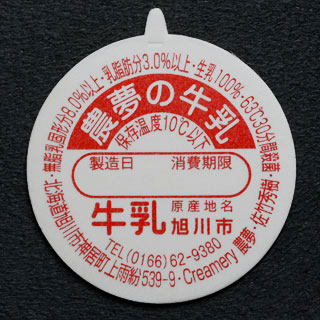 農夢の牛乳
保存温度10℃以下
製造日 消費期限
牛乳 原産地名 旭川市
無脂乳固形分8.0%以上・乳脂肪分3.0%以上・生乳100%・63℃30分間殺菌・
北海道旭川市神居町上雨粉539-9・Creamery 農夢・佐竹秀樹・
TEL(0166)62-9380